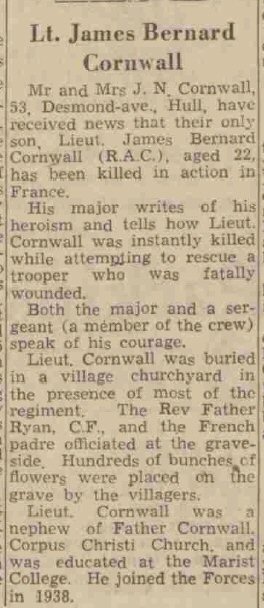 Lt. James Bernard
Cornwall
Mr and Mrs J. N. Cornwall,
53, Desmond-ave., Hull, have
received news that their only
son, Lieut. James Bernard
Cornwall (R.A.C.), aged 22,
has been killed in action in
France.
His major writes of his
heroism and tells how Lieut.
Cornwall was instantly killed
while attempting to rescue a
trooper who was fatally
wounded.
Both the major and a ser-
geant (a member of the crew)
speak of his courage.
Lieut. Cornwall was buried
in a village churchyard in
the presence of most of the
regiment. The Rev Father
Ryan, C.F., and the French
padre officiated at the grave-
side. Hundreds of bunches of
flowers were placed on the
grave by the villagers.
Lieut. Cornwall was a
nephew of Father Cornwall,
Corpus Christi Church, and
was educated at the Marist
College. He joined the Forces
in 1938.